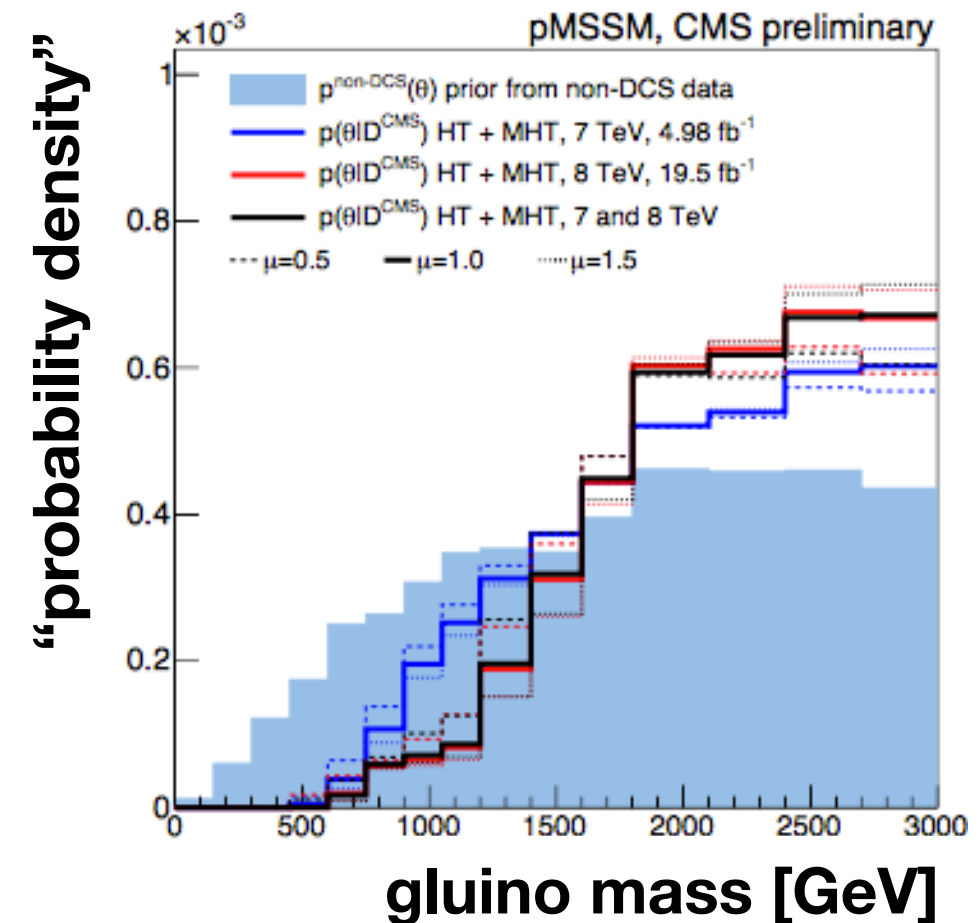 ×10⁻³
pMSSM, CMS preliminary
“probability density”
1
0.8
0.6
0.4
0.2
0
p^non-DCS(θ) prior from non-DCS data
p(θ|D^CMS) HT + MHT, 7 TeV, 4.98 fb⁻¹
p(θ|D^CMS) HT + MHT, 8 TeV, 19.5 fb⁻¹
p(θ|D^CMS) HT + MHT, 7 and 8 TeV
μ=0.5 μ=1.0 μ=1.5
0 500 1000 1500 2000 2500 3000
gluino mass [GeV]